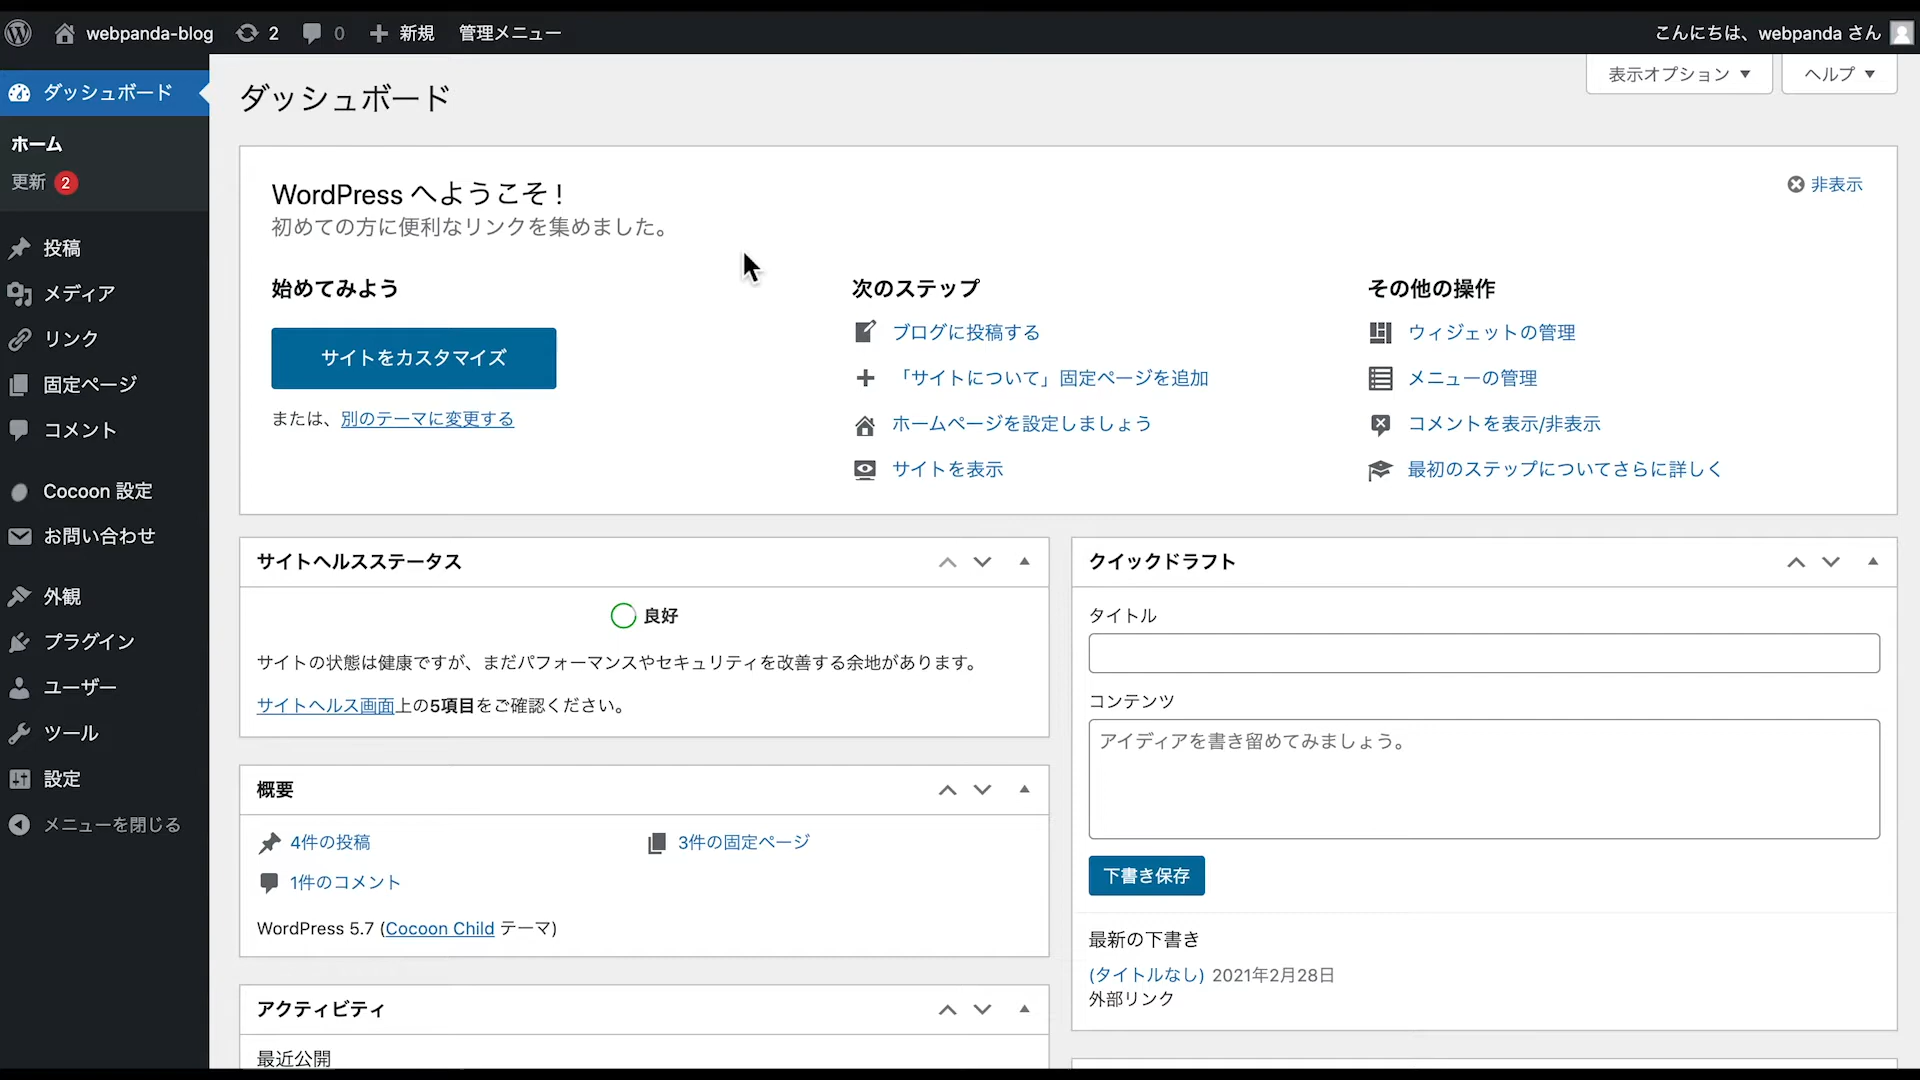 webpanda-blog 2 0 新規 管理メニュー こんにちは、webpanda さん
ダッシュボード
ホーム
更新 2
投稿
メディア
リンク
固定ページ
コメント
Cocoon 設定
お問い合わせ
外観
プラグイン
ユーザー
ツール
設定
メニューを閉じる
表示オプション ヘルプ
ダッシュボード
WordPress へようこそ !
初めての方に便利なリンクを集めました。
非表示
始めてみよう
サイトをカスタマイズ
または、別のテーマに変更する
次のステップ
ブログに投稿する
「サイトについて」固定ページを追加
ホームページを設定しましょう
サイトを表示
その他の操作
ウィジェットの管理
メニューの管理
コメントを表示/非表示
最初のステップについてさらに詳しく
サイトヘルスステータス
良好
サイトの状態は健康ですが、まだパフォーマンスやセキュリティを改善する余地があります。
サイトヘルス画面上の5項目をご確認ください。
概要
4件の投稿 3件の固定ページ
1件のコメント
WordPress 5.7 (Cocoon Child テーマ)
アクティビティ
最近公開
クイックドラフト
タイトル
コンテンツ
アイディアを書き留めてみましょう。
下書き保存
最新の下書き
(タイトルなし) 2021年2月28日
外部リンク